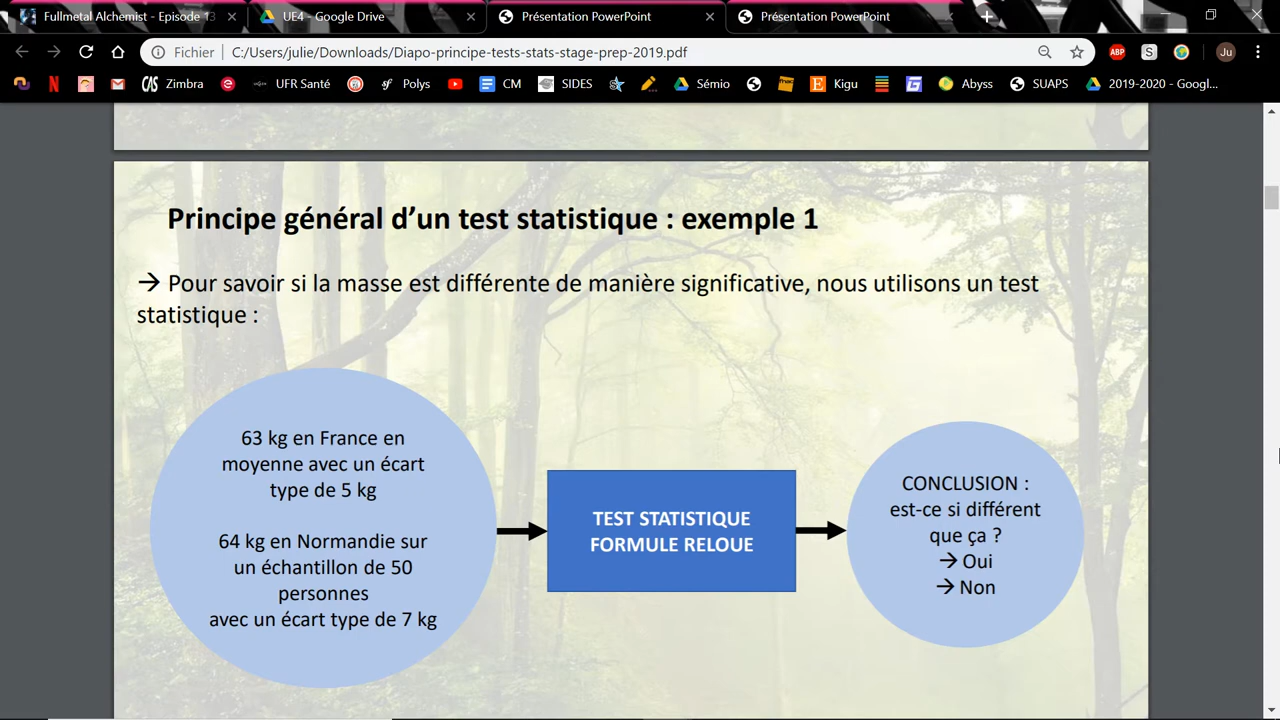 Fullmetal Alchemist - Episode 13
UE4 – Google Drive
Présentation PowerPoint
Présentation PowerPoint
Fichier
C:/Users/julie/Downloads/Diapo-principe-tests-stats-stage-prep-2019.pdf
ABP
S
Ju
Zimbra
UFR Santé
Polys
CM
SIDES
Sémio
fnac
E
Kigu
Abyss
SUAPS
2019-2020 - Googl...
Principe général d’un test statistique : exemple 1
→ Pour savoir si la masse est différente de manière significative, nous utilisons un test
statistique :
63 kg en France en
moyenne avec un écart
type de 5 kg
64 kg en Normandie sur
un échantillon de 50
personnes
avec un écart type de 7 kg
TEST STATISTIQUE
FORMULE RELOUE
CONCLUSION :
est-ce si différent
que ça ?
→ Oui
→ Non